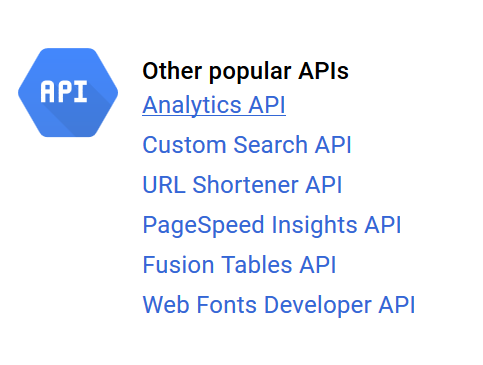 API
Other popular APIs
Analytics API
Custom Search API
URL Shortener API
PageSpeed Insights API
Fusion Tables API
Web Fonts Developer API